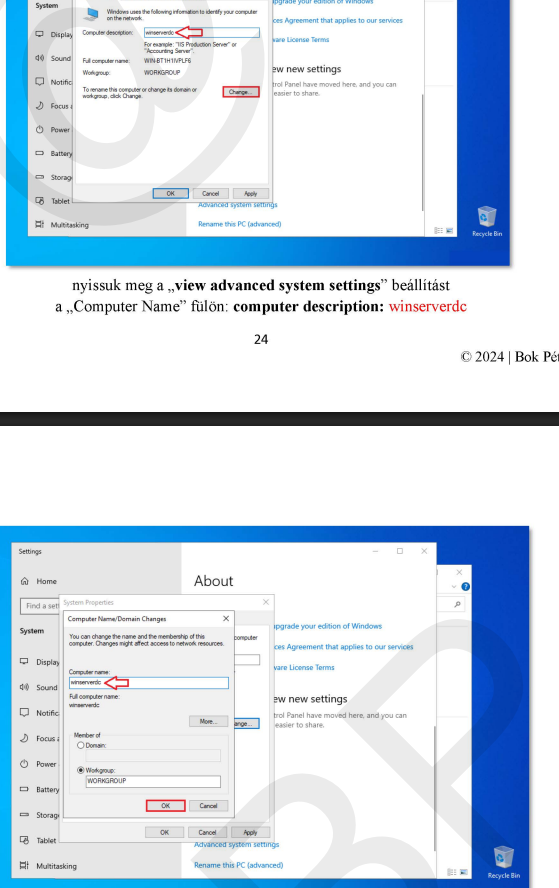 System
Windows uses the following information to identify your computer
on the network.
Upgrade your edition of Windows
ces Agreement that applies to our services
Display
Computer description:
winserverdc
ware License Terms
For example: "IIS Production Server" or
"Accounting Server".
Sound
Full computer name:
WIN-BT1H1IVPLF6
Workgroup:
WORKGROUP
ew new settings
Notific
To rename this computer or change its domain or
workgroup, click Change.
Change...
trol Panel have moved here, and you can
easier to share.
Focus a
Power
Battery
Storag
OK
Cancel
Apply
Tablet
Advanced system settings
Multitasking
Rename this PC (advanced)
Recycle Bin
nyissuk meg a „view advanced system settings” beállítást
a „Computer Name” fülön: computer description: winserverdc
24
© 2024 | Bok Pét
Settings
Home
About
Find a sett
System Properties
Computer Name/Domain Changes
System
You can change the name and the membership of this
computer. Changes might affect access to network resources.
computer
upgrade your edition of Windows
ces Agreement that applies to our services
Display
Computer name:
winserverdc
ware License Terms
Sound
Full computer name:
winserverdc
ew new settings
Notific
More...
ange...
trol Panel have moved here, and you can
easier to share.
Focus a
Member of
Domain:
Power
Workgroup:
WORKGROUP
Battery
OK
Cancel
Storag
OK
Cancel
Apply
Tablet
Advanced system settings
Multitasking
Rename this PC (advanced)
Recycle Bin